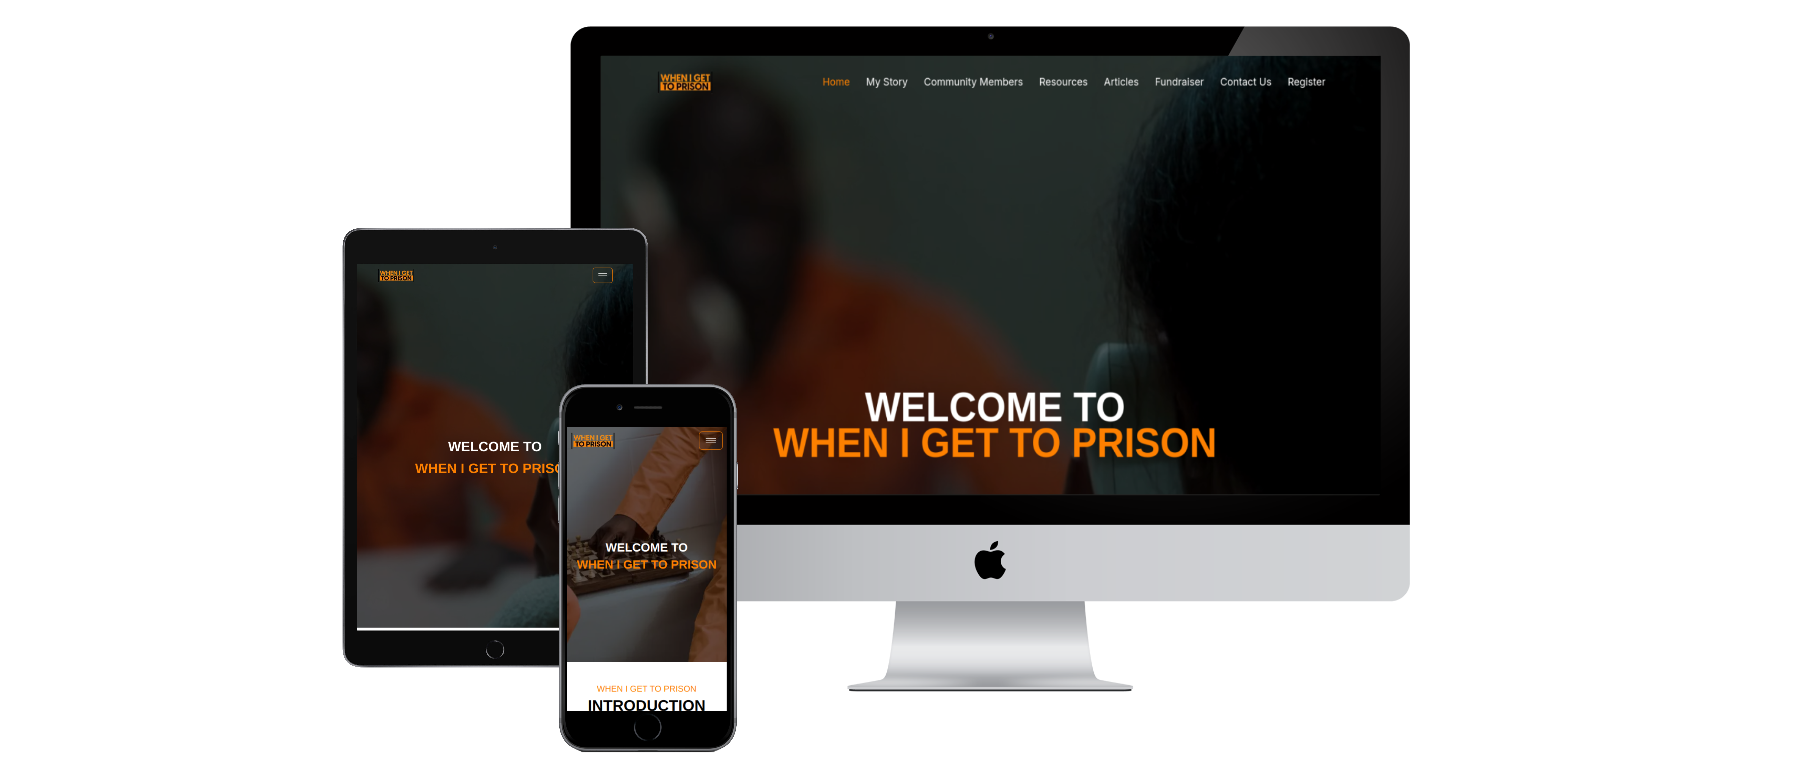 WHEN I GET
TO PRISON
Home My Story Community Members Resources Articles Fundraiser Contact Us Register
WELCOME TO
WHEN I GET TO PRISON
WHEN I GET
TO PRISON
WELCOME TO
WHEN I GET TO PRISO
WHEN I GET
TO PRISON
WELCOME TO
WHEN I GET TO PRISON
WHEN I GET TO PRISON
INTRODUCTION